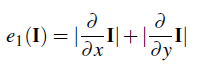 e₁(𝐈) = |∂/∂x 𝐈| + |∂/∂y 𝐈|